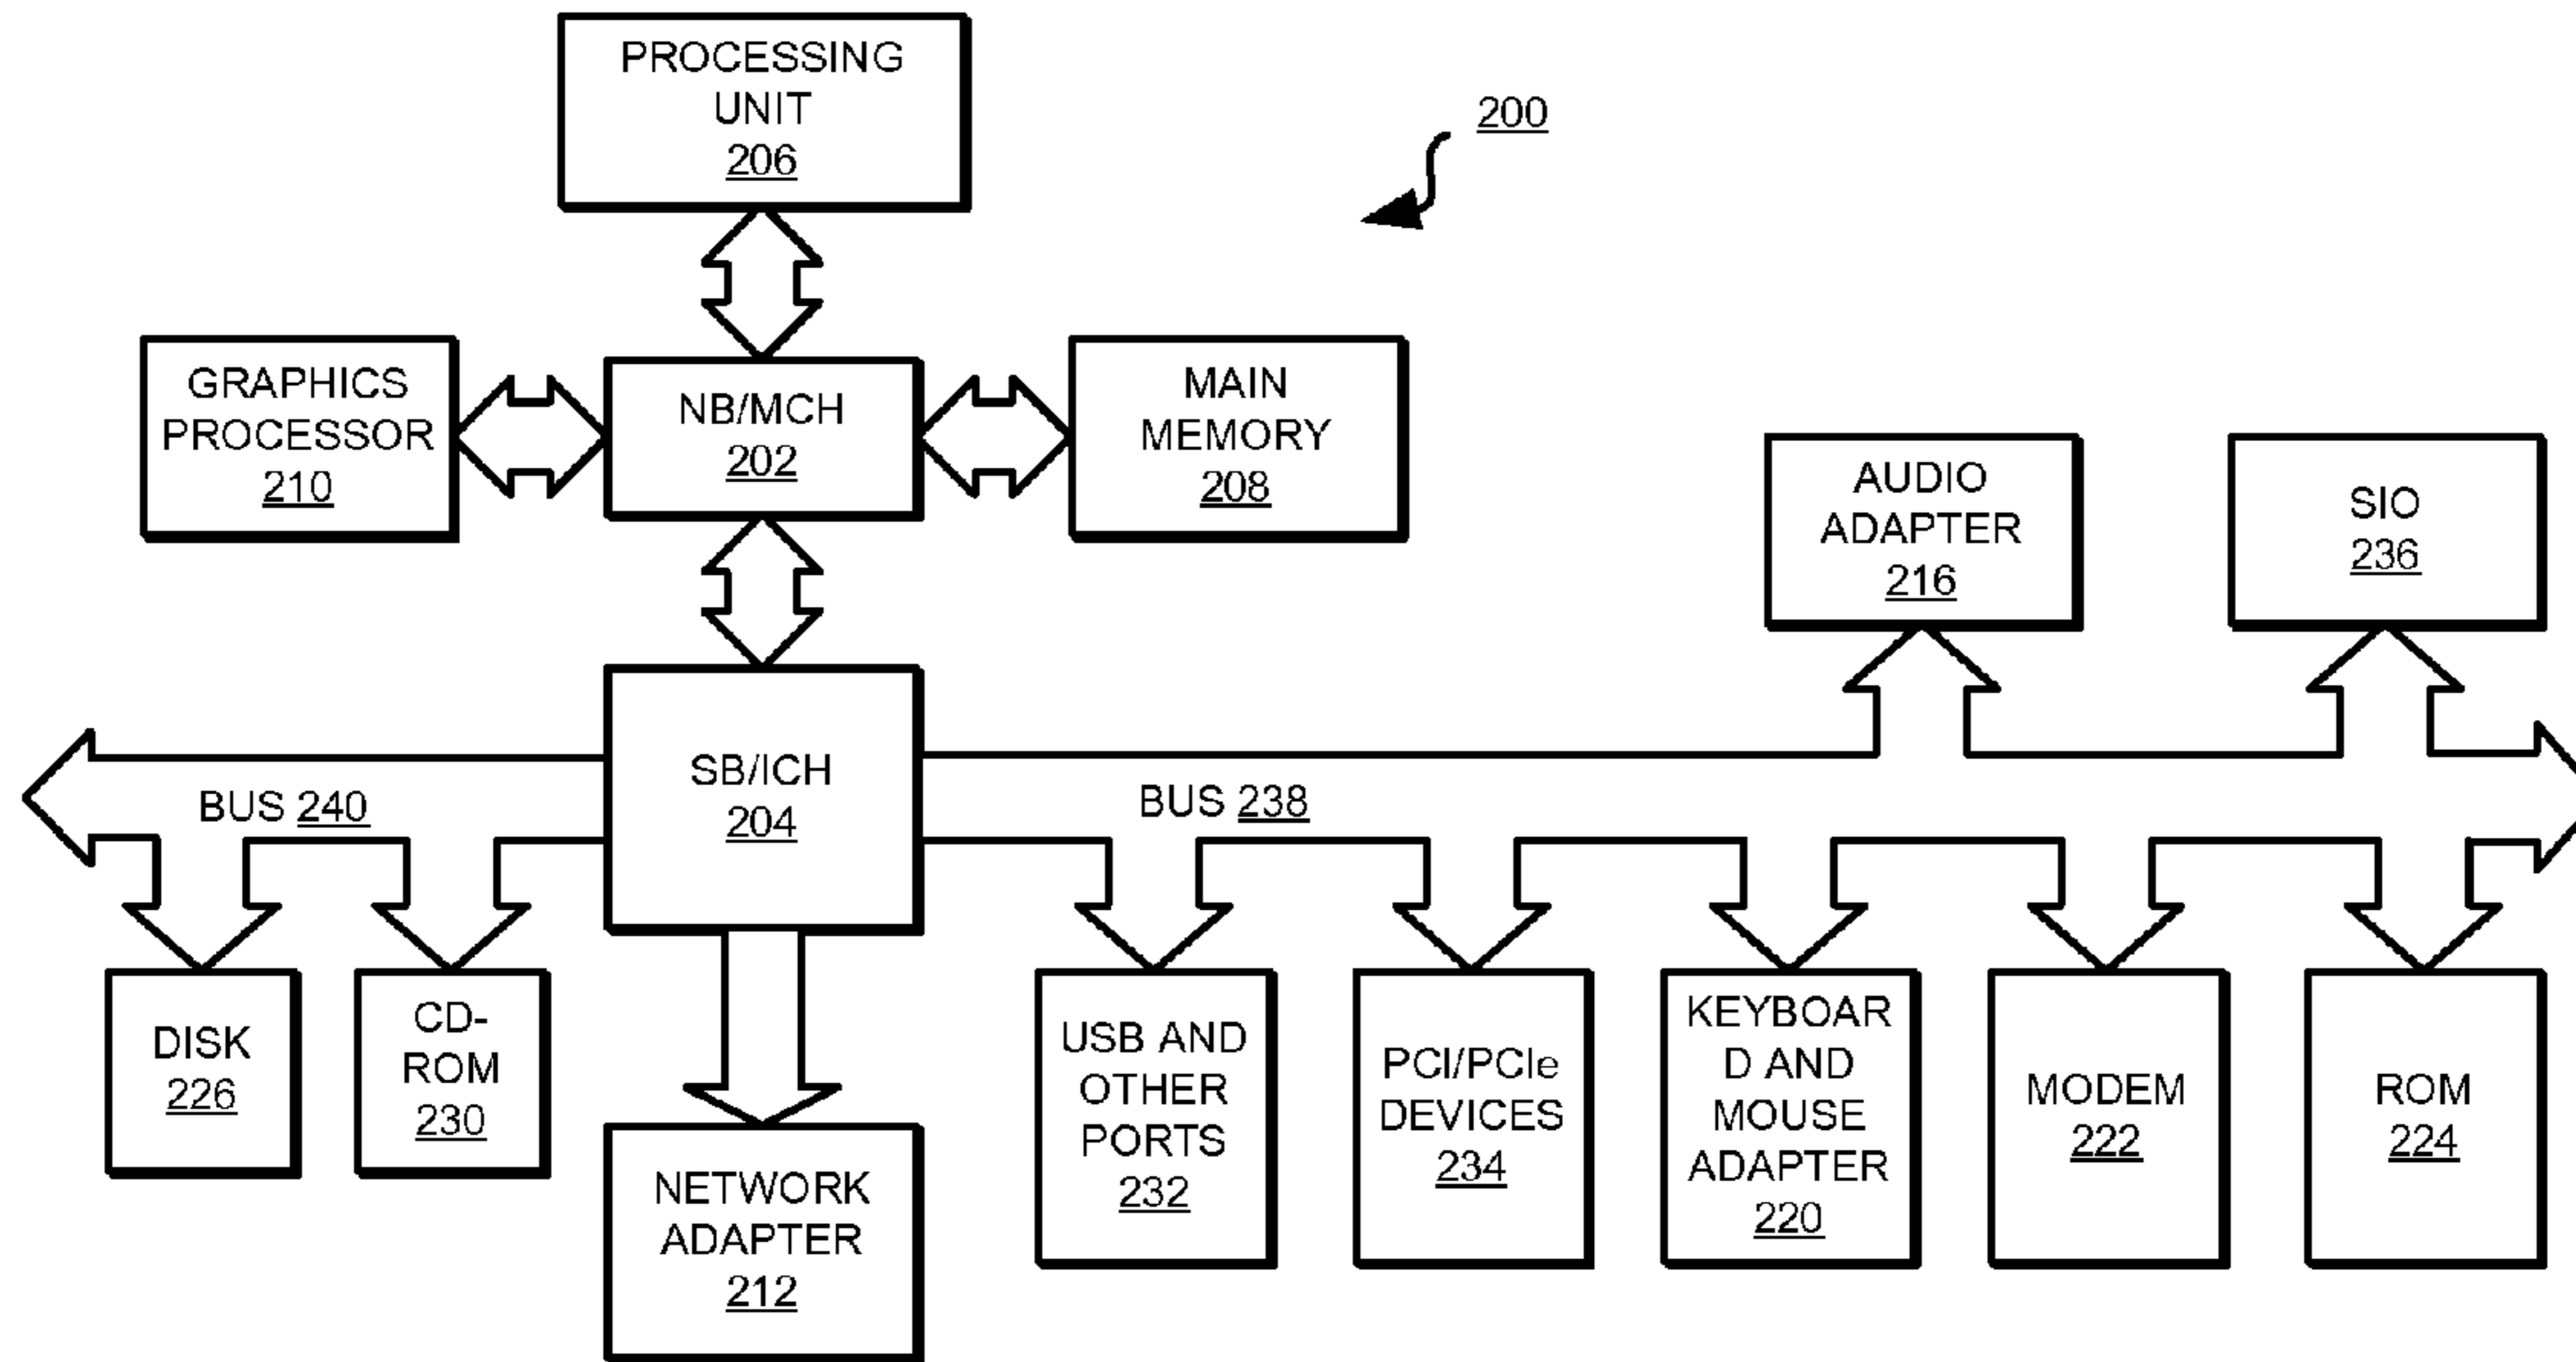 PROCESSING
UNIT
206
200
GRAPHICS
PROCESSOR
210
NB/MCH
202
MAIN
MEMORY
208
AUDIO
ADAPTER
216
SIO
236
SB/ICH
204
BUS 240
BUS 238
DISK
226
CD-
ROM
230
NETWORK
ADAPTER
212
USB AND
OTHER
PORTS
232
PCI/PCIe
DEVICES
234
KEYBOAR
D AND
MOUSE
ADAPTER
220
MODEM
222
ROM
224